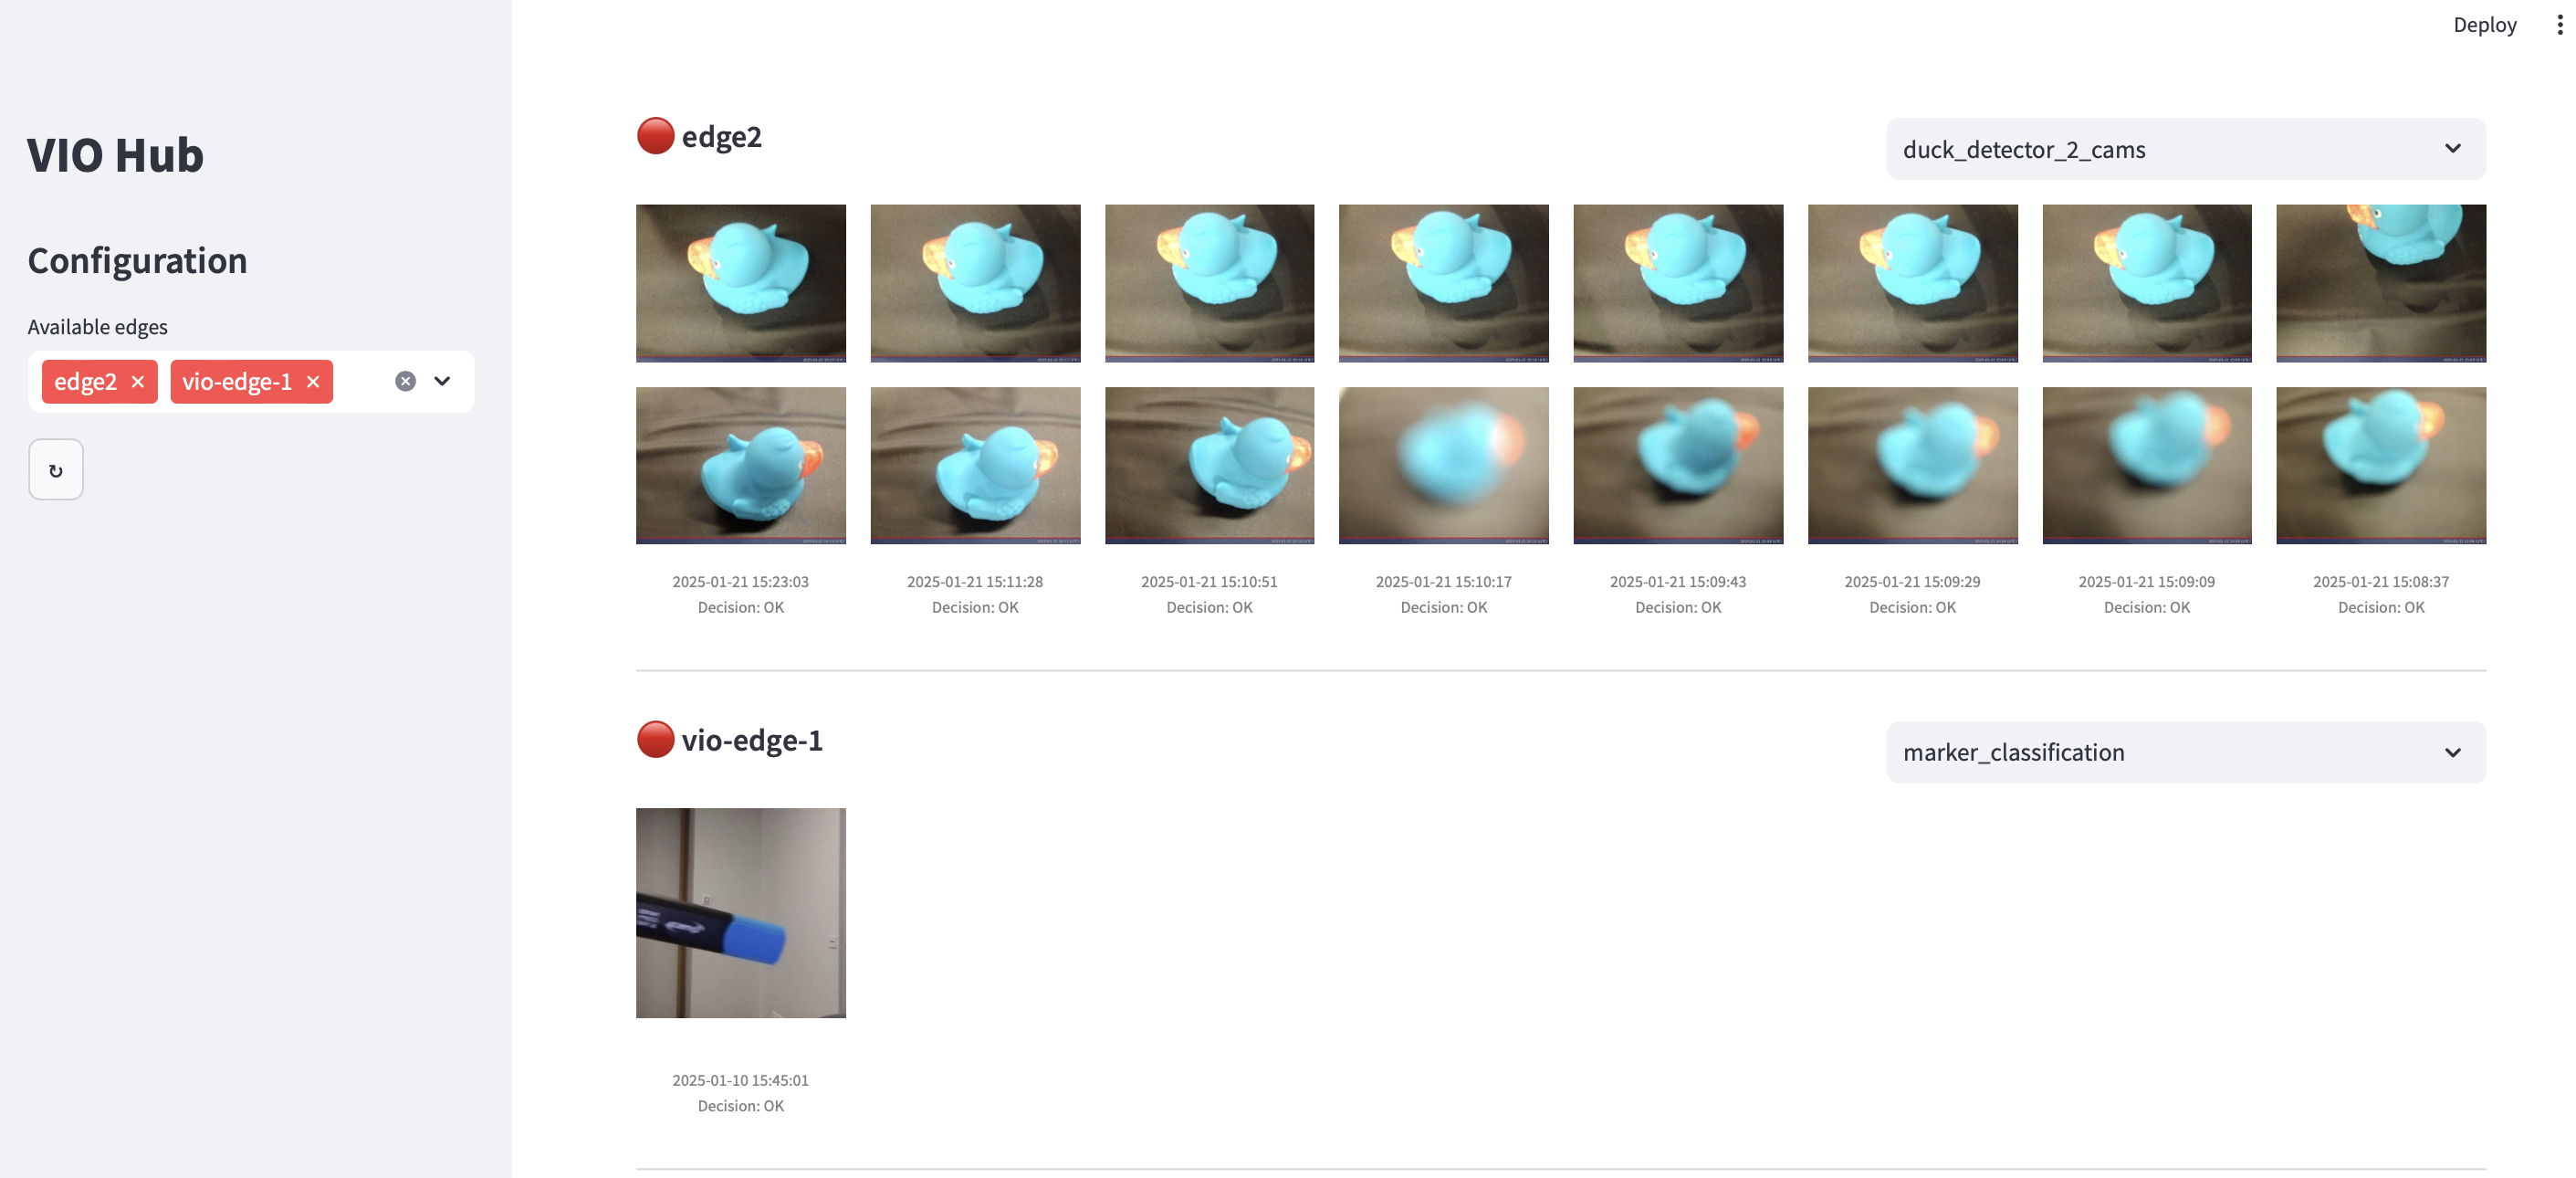 Deploy
VIO Hub
Configuration
Available edges
edge2
vio-edge-1
edge2
duck_detector_2_cams
2025-01-21 15:23:03
Decision: OK
2025-01-21 15:11:28
Decision: OK
2025-01-21 15:10:51
Decision: OK
2025-01-21 15:10:17
Decision: OK
2025-01-21 15:09:43
Decision: OK
2025-01-21 15:09:29
Decision: OK
2025-01-21 15:09:09
Decision: OK
2025-01-21 15:08:37
Decision: OK
vio-edge-1
marker_classification
2025-01-10 15:45:01
Decision: OK